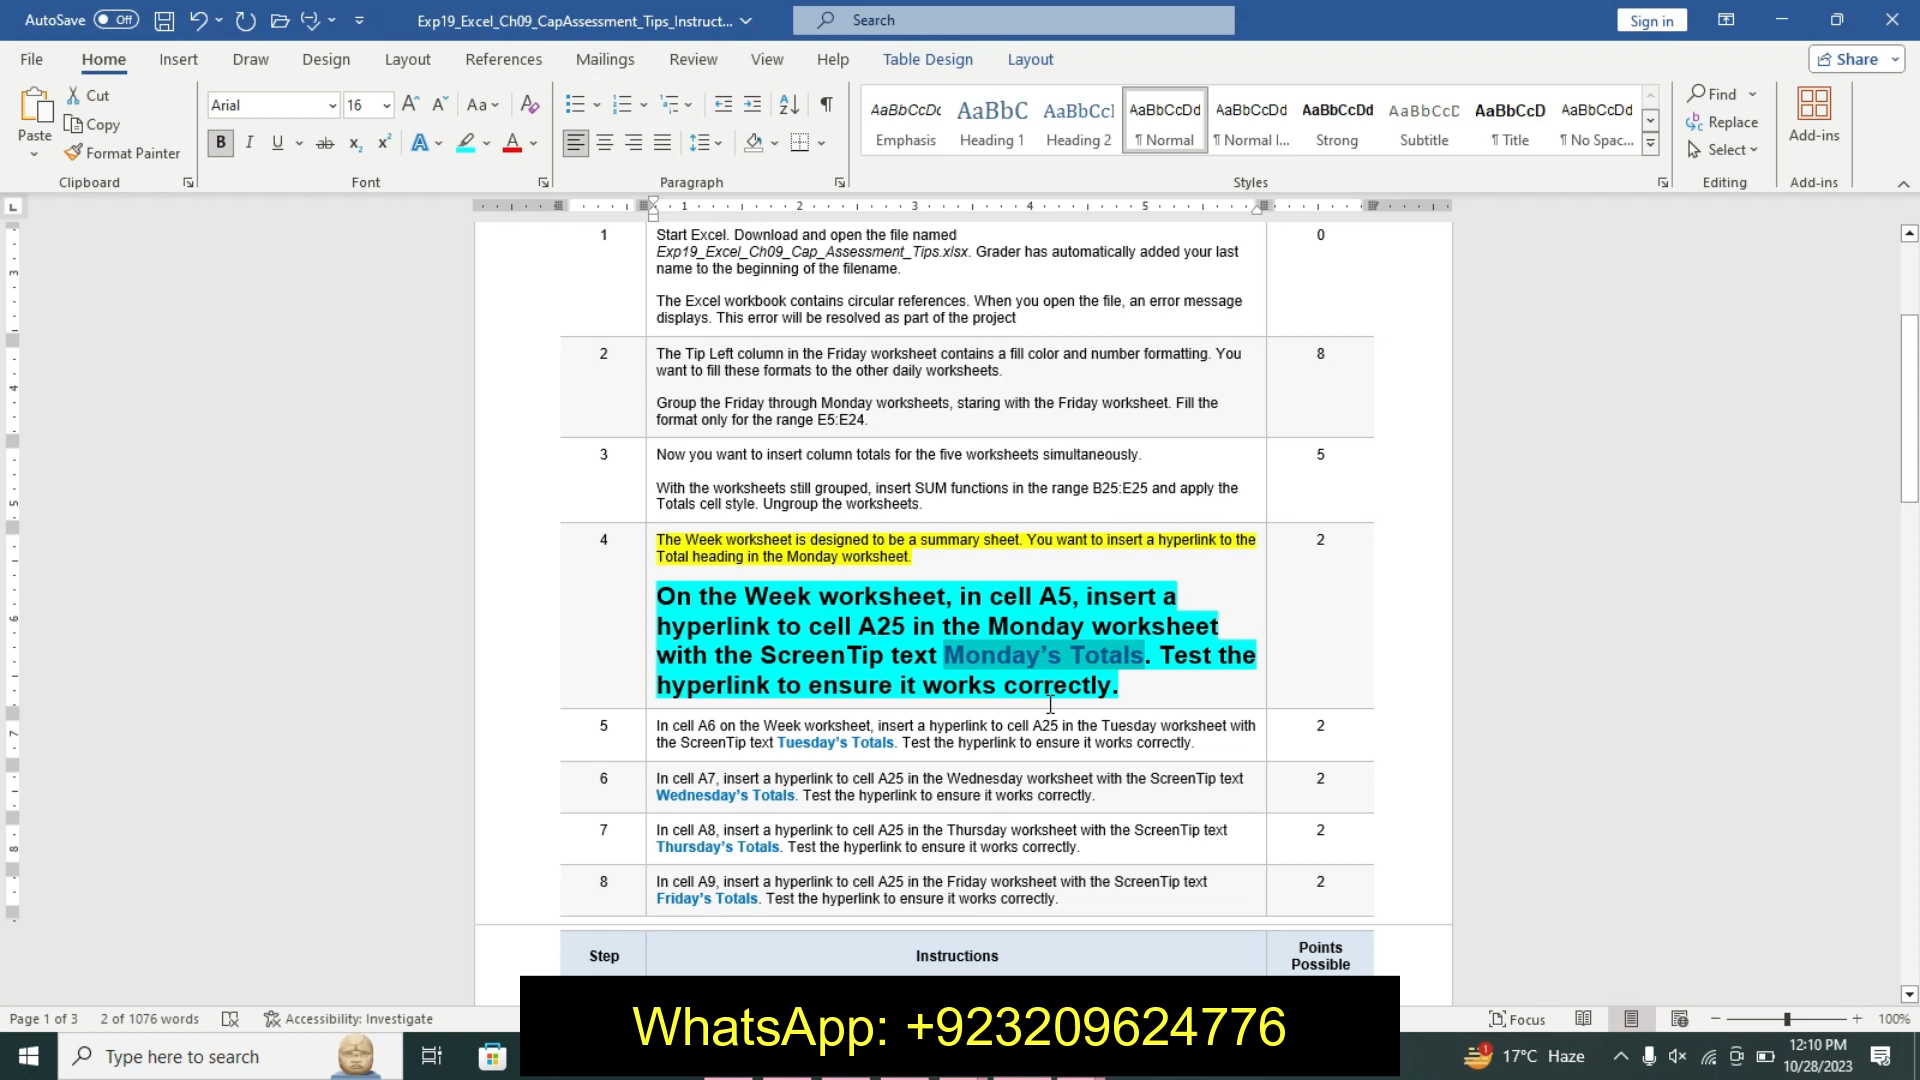 AutoSave Off Exp19_Excel_Ch09_CapAssessment_Tips_Instruct... Search Sign in
File Home Insert Draw Design Layout References Mailings Review View Help Table Design Layout Share
Paste Cut Copy Format Painter
Arial 16
AaBbCcDc AaBbC AaBbCcI AaBbCcDd AaBbCcDd AaBbCcDd AaBbCcD AaBbCcD AaBbCcDd
Emphasis Heading 1 Heading 2 ¶ Normal ¶ Normal I... Strong Subtitle ¶ Title ¶ No Spac...
Find Replace Select Add-ins
Clipboard Font Paragraph Styles Editing Add-ins
1 2 3 4 5
1 Start Excel. Download and open the file named 0
Exp19_Excel_Ch09_Cap_Assessment_Tips.xlsx. Grader has automatically added your last
name to the beginning of the filename.
The Excel workbook contains circular references. When you open the file, an error message
displays. This error will be resolved as part of the project
2 The Tip Left column in the Friday worksheet contains a fill color and number formatting. You 8
want to fill these formats to the other daily worksheets.
Group the Friday through Monday worksheets, staring with the Friday worksheet. Fill the
format only for the range E5:E24.
3 Now you want to insert column totals for the five worksheets simultaneously. 5
With the worksheets still grouped, insert SUM functions in the range B25:E25 and apply the
Totals cell style. Ungroup the worksheets.
4 The Week worksheet is designed to be a summary sheet. You want to insert a hyperlink to the 2
Total heading in the Monday worksheet.
On the Week worksheet, in cell A5, insert a
hyperlink to cell A25 in the Monday worksheet
with the ScreenTip text Monday’s Totals. Test the
hyperlink to ensure it works correctly.
5 In cell A6 on the Week worksheet, insert a hyperlink to cell A25 in the Tuesday worksheet with 2
the ScreenTip text Tuesday’s Totals. Test the hyperlink to ensure it works correctly.
6 In cell A7, insert a hyperlink to cell A25 in the Wednesday worksheet with the ScreenTip text 2
Wednesday’s Totals. Test the hyperlink to ensure it works correctly.
7 In cell A8, insert a hyperlink to cell A25 in the Thursday worksheet with the ScreenTip text 2
Thursday’s Totals. Test the hyperlink to ensure it works correctly.
8 In cell A9, insert a hyperlink to cell A25 in the Friday worksheet with the ScreenTip text 2
Friday’s Totals. Test the hyperlink to ensure it works correctly.
Step Instructions Points
Possible
WhatsApp: +923209624776
Page 1 of 3 2 of 1076 words Accessibility: Investigate Focus 100%
Type here to search 17°C Haze 12:10 PM
10/28/2023